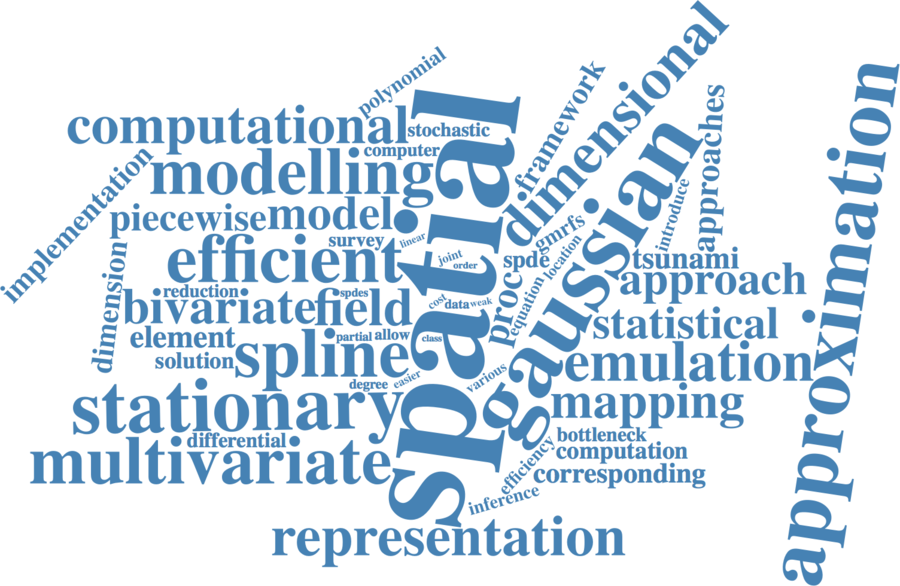 polynomial
computational
stochastic
computer
modelling
implementation
piecewise
model
survey
linear
efficient
dimension
reduction
spdes
bivariate
field
element
partial
allow
solution
spline
degree
easier
stationary
differential
multivariate
representation
spatial
joint
order
cost
data
weak
class
framework
dimensional
gmrfs
spde
location
equation
proc
gaussian
various
introduce
approaches
tsunami
approach
statistical
emulation
mapping
bottleneck
computation
efficiency
corresponding
inference
approximation